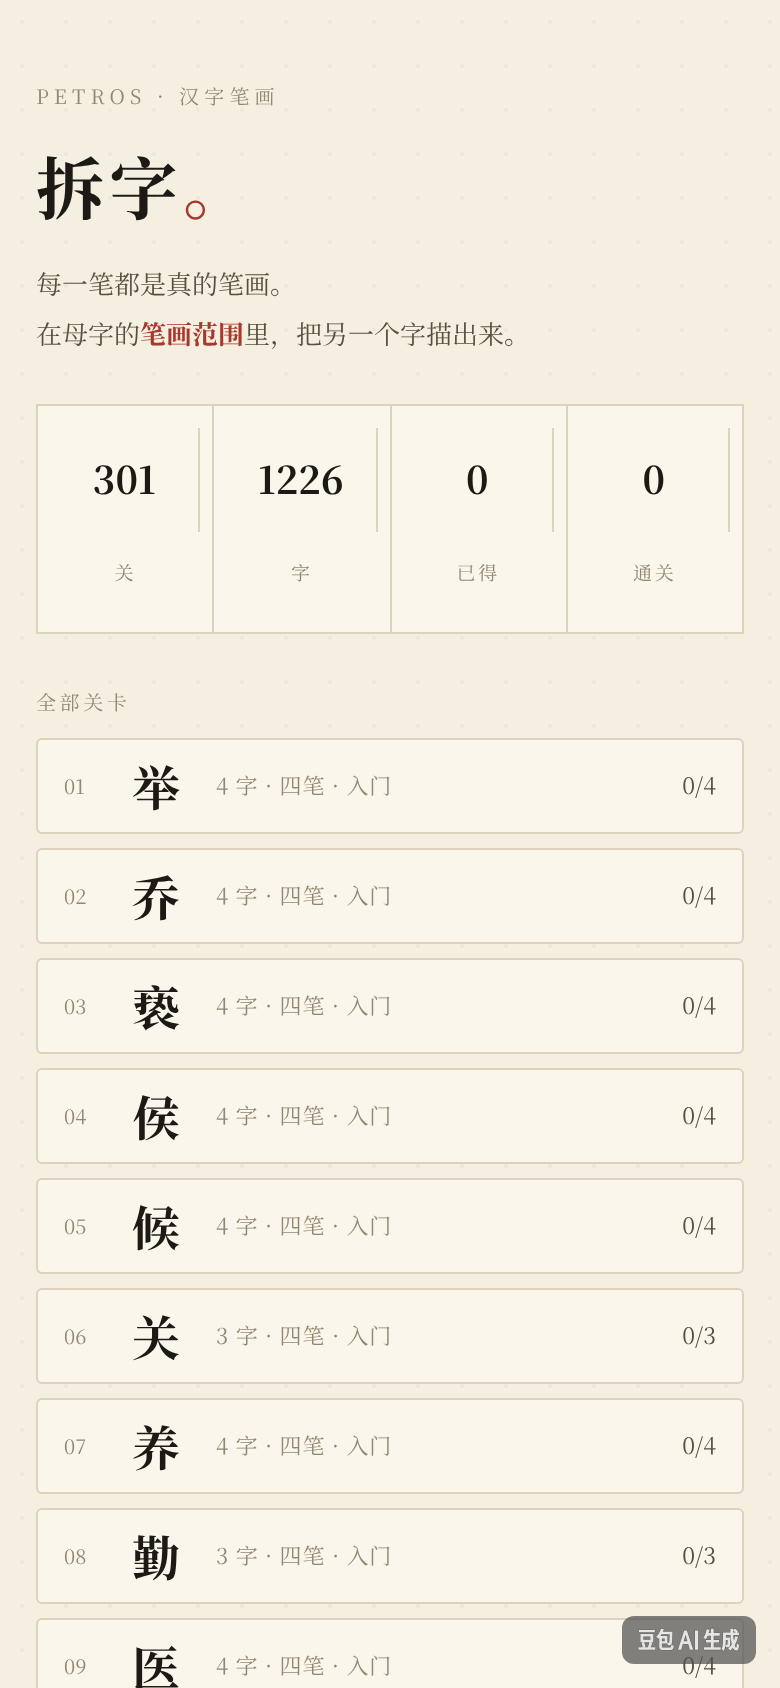 PETROS · 汉字笔画
拆字。
每一笔都是真的笔画。
在母字的笔画范围里，把另一个字描出来。
301 1226 0 0
关 字 已得 通关
全部关卡
01 举 4 字 · 四笔 · 入门 0/4
02 乔 4 字 · 四笔 · 入门 0/4
03 亵 4 字 · 四笔 · 入门 0/4
04 侯 4 字 · 四笔 · 入门 0/4
05 候 4 字 · 四笔 · 入门 0/4
06 关 3 字 · 四笔 · 入门 0/3
07 养 4 字 · 四笔 · 入门 0/4
08 勤 3 字 · 四笔 · 入门 0/3
09 医 4 字 · 四笔 · 入门 0/4
豆包 AI 生成